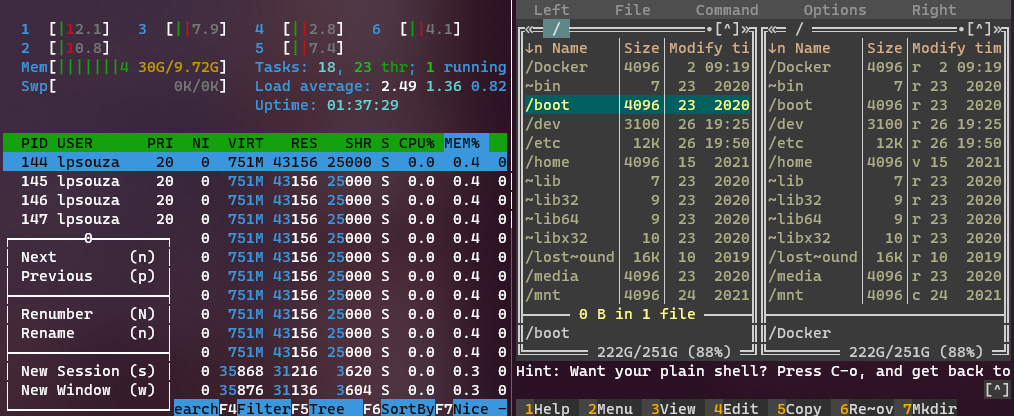 1 [||12.1] 3 [||7.9] 4 [||2.8] 6 [||4.1]
2 [|10.8] 5 [||7.4]
Mem[|||||||4.30G/9.72G] Tasks: 18, 23 thr; 1 running
Swp[ 0K/0K] Load average: 2.49 1.36 0.82
Uptime: 01:37:29
PID USER PRI NI VIRT RES SHR S CPU% MEM%
144 lpsouza 20 0 751M 43156 25000 S 0.0 0.4 0
145 lpsouza 20 0 751M 43156 25000 S 0.0 0.4 0
146 lpsouza 20 0 751M 43156 25000 S 0.0 0.4 0
147 lpsouza 20 0 751M 43156 25000 S 0.0 0.4 0
0 0 751M 43156 25000 S 0.0 0.4 0
Next (n) 0 751M 43156 25000 S 0.0 0.4 0
Previous (p) 0 751M 43156 25000 S 0.0 0.4 0
0 751M 43156 25000 S 0.0 0.4 0
Renumber (N) 0 751M 43156 25000 S 0.0 0.4 0
Rename (n) 0 751M 43156 25000 S 0.0 0.4 0
0 751M 43156 25000 S 0.0 0.4 0
New Session (s) 0 35868 31216 3620 S 0.0 0.3 0
New Window (w) 0 35876 31136 3604 S 0.0 0.3 0
earchF4FilterF5Tree F6SortByF7Nice -
Left File Command Options Right
/ •[^] / •[^]
↓n Name Size Modify ti ↓n Name Size Modify tim
/Docker 4096 2 09:19 /Docker 4096 r 2 09:19
~bin 7 23 2020 ~bin 7 r 23 2020
/boot 4096 23 2020 /boot 4096 r 23 2020
/dev 3100 26 19:25 /dev 3100 r 26 19:25
/etc 12K 26 19:50 /etc 12K r 26 19:50
/home 4096 15 2021 /home 4096 v 15 2021
~lib 7 23 2020 ~lib 7 r 23 2020
~lib32 9 23 2020 ~lib32 9 r 23 2020
~lib64 9 23 2020 ~lib64 9 r 23 2020
~libx32 10 23 2020 ~libx32 10 r 23 2020
/lost~ound 16K 10 2019 /lost~ound 16K r 10 2019
/media 4096 23 2020 /media 4096 r 23 2020
/mnt 4096 24 2021 /mnt 4096 c 24 2021
0 B in 1 file
/boot /Docker
222G/251G (88%) 222G/251G (88%)
Hint: Want your plain shell? Press C-o, and get back to
[^]
1Help 2Menu 3View 4Edit 5Copy 6Re~ov 7Mkdir